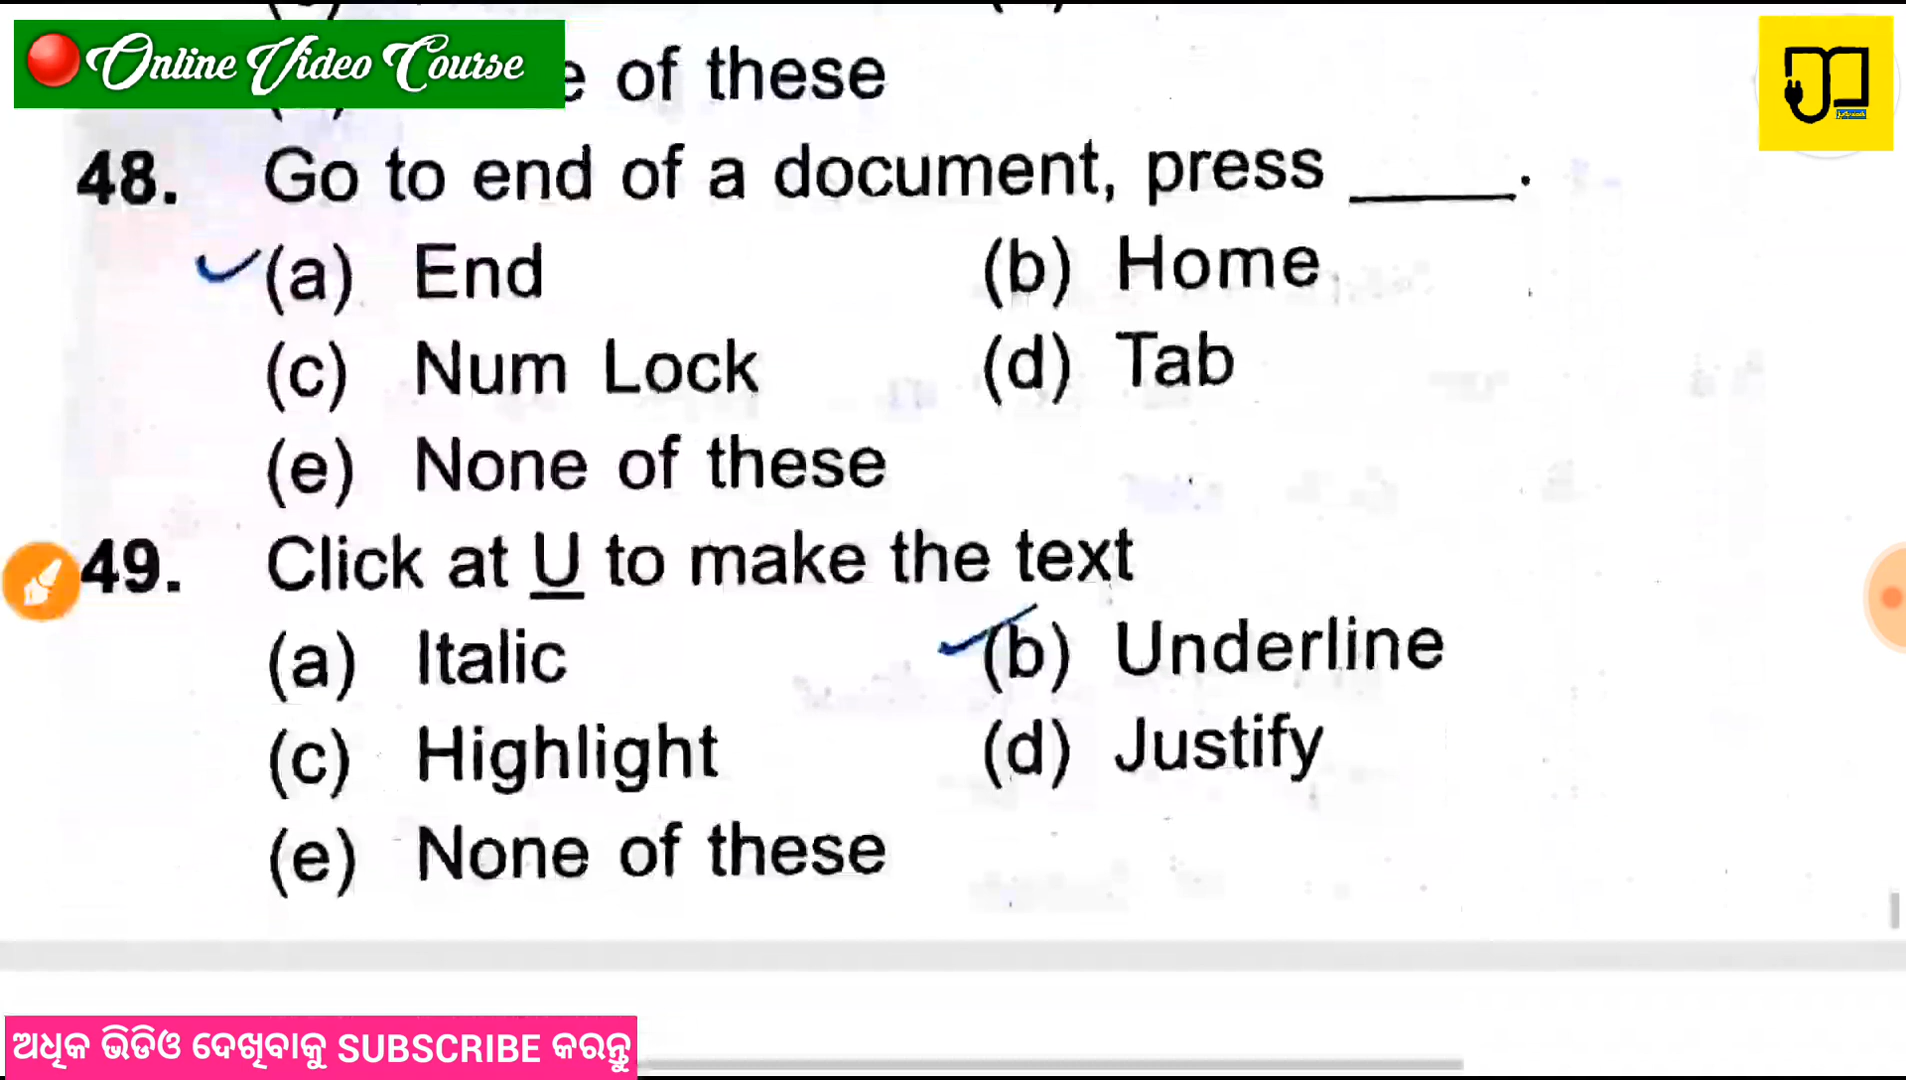 Online Video Course
e of these
48. Go to end of a document, press _____.
(a) End (b) Home
(c) Num Lock (d) Tab
(e) None of these
49. Click at U to make the text
(a) Italic (b) Underline
(c) Highlight (d) Justify
(e) None of these
ଅଧିକ ଭିଡିଓ ଦେଖିବାକୁ SUBSCRIBE କରନ୍ତୁ